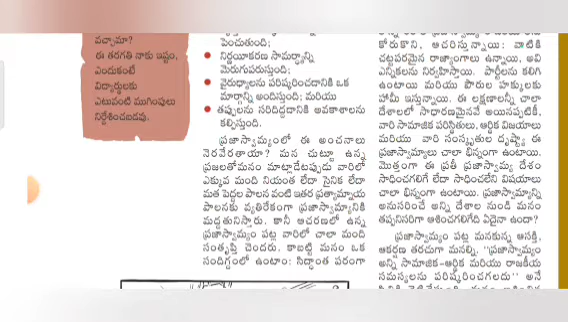 వచ్చామా?
ఈ తరగతి నాకు ఇష్టం,
ఎందుకంటే
విద్యార్థులకు
ఎటువంటి ముగింపులు
నిర్దేశించబడవు.
పెంచుతుంది;
• నిర్ణయీకరణ సామర్థ్యాన్ని
మెరుగుపరుస్తుంది;
• వైరుధ్యాలను పరిష్కరించడానికి ఒక
మార్గాన్ని అందిస్తుంది; మరియు
• తప్పులను సరిదిద్దడానికి అవకాశాలను
కల్పిస్తుంది.
ప్రజాస్వామ్యంలో ఈ అంచనాలు
నెరవేరతాయా? మన చుట్టూ ఉన్న
ప్రజలతోమనం మాట్లాడేటప్పుడు వారిలో
ఎక్కువ మంది నియంత లేదా సైనిక లేదా
మత పెద్దల పాలన వంటి ఇతర ప్రత్యామ్నాయ
పాలనకు వ్యతిరేకంగా ప్రజాస్వామ్యానికి
మద్దతునిస్తారు. కానీ ఆచరణలో ఉన్న
ప్రజాస్వామ్యం పట్ల వారిలో చాలా మంది
సంతృప్తి చెందరు. కాబట్టి మనం ఒక
సందిగ్ధంలో ఉంటాం: సిద్ధాంత పరంగా
కోరుకొని, ఆచరిస్తున్నాయి: వాటికి
చట్టపరమైన రాజ్యాంగాలు ఉన్నాయి, అవి
ఎన్నికలను నిర్వహిస్తాయి. పార్టీలను కలిగి
ఉంటాయి మరియు పౌరుల హక్కులకు
హామీ ఇస్తున్నాయి. ఈ లక్షణాలన్నీ చాలా
దేశాలలో సాధారణమైనవే అయినప్పటికీ,
వారి సామాజిక పరిస్థితులు, ఆర్థిక విజయాలు
మరియు వారి సంస్కృతుల దృష్ట్యా ఈ
ప్రజాస్వామ్యాలు చాలా భిన్నంగా ఉంటాయి.
మొత్తంగా ఈ ప్రతీ ప్రజాస్వామ్య దేశం
సాధించగలిగే లేదా సాధించలేని విషయాలు
చాలా భిన్నంగా ఉంటాయి. ప్రజాస్వామ్యాన్ని
అనుసరించే అన్ని దేశాల నుండి మనం
తప్పనిసరిగా ఆశించగలిగేది ఏదైనా ఉందా?
ప్రజాస్వామ్యం పట్ల మనకున్న ఆసక్తి,
ఆకర్షణ తరచుగా మనల్ని, "ప్రజాస్వామ్యం
అన్ని సామాజిక-ఆర్థిక మరియు రాజకీయ
సమస్యలను పరిష్కరించగలదు" అనే